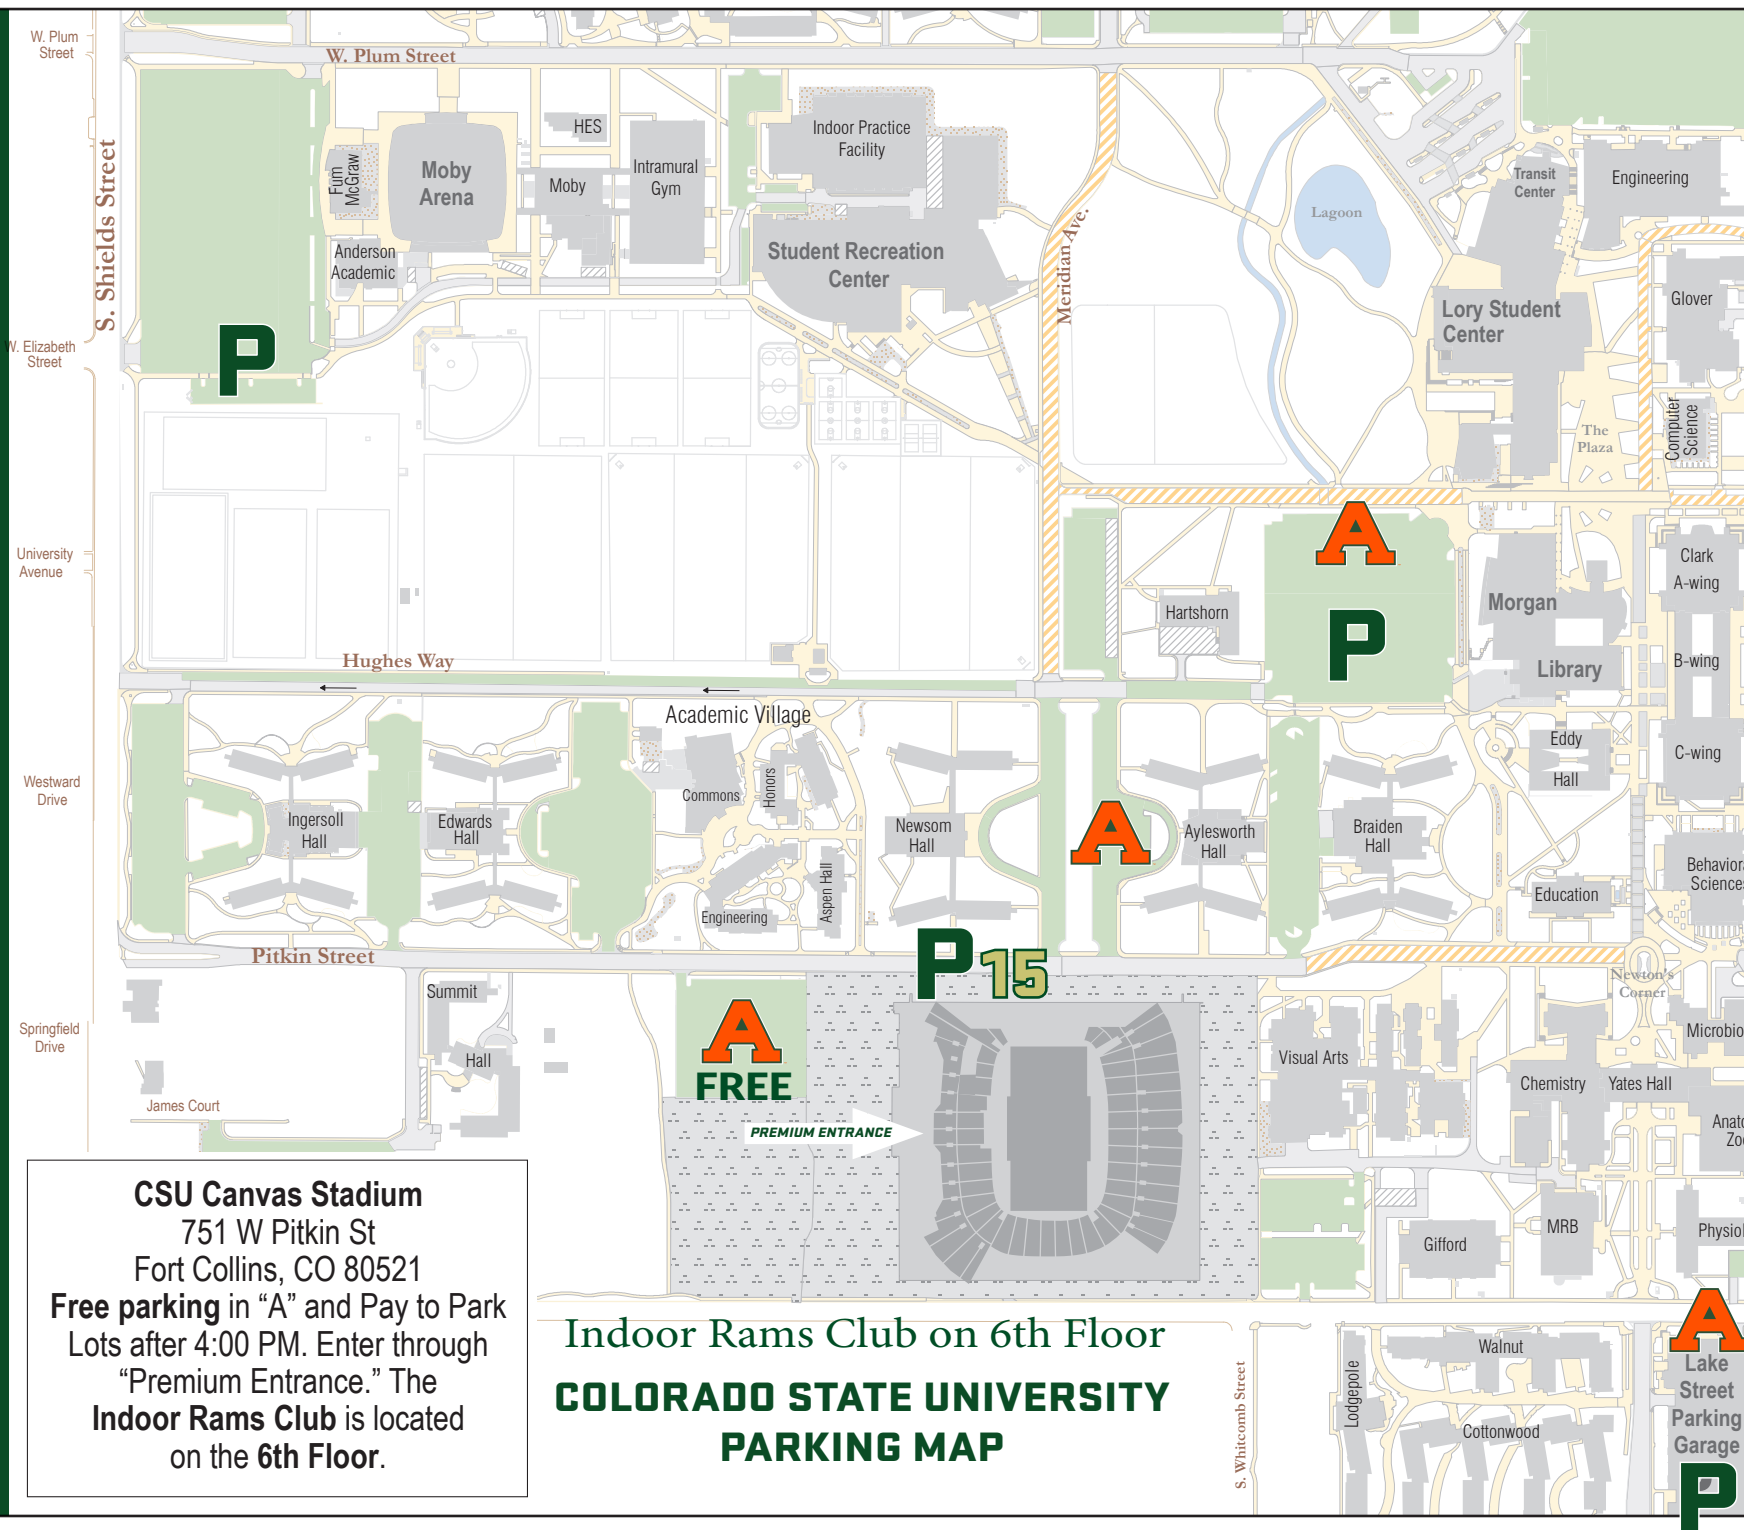 W. Plum
Street
W. Plum Street
S. Shields Street
HES
Indoor Practice
Facility
Fum
McGraw
Moby
Arena
Moby
Intramural
Gym
Transit
Center
Engineering
Lagoon
Anderson
Academic
Student Recreation
Center
Meridian Ave.
Lory Student
Center
Glover
W. Elizabeth
Street
P
The
Plaza
Computer
Science
University
Avenue
A
Clark
A-wing
Hartshorn
P
Morgan
Library
B-wing
Hughes Way
Academic Village
Eddy
Hall
C-wing
Westward
Drive
Commons
Honors
Ingersoll
Hall
Edwards
Hall
Newsom
Hall
A
Aylesworth
Hall
Braiden
Hall
Behaviora
Sciences
Aspen Hall
Engineering
Education
Pitkin Street
P 15
Newton's
Corner
Summit
Hall
Springfield
Drive
A
FREE
Visual Arts
Microbio
Chemistry
Yates Hall
James Court
PREMIUM ENTRANCE
Anato
Zoo
CSU Canvas Stadium
751 W Pitkin St
Fort Collins, CO 80521
Free parking in “A” and Pay to Park
Lots after 4:00 PM. Enter through
“Premium Entrance.” The
Indoor Rams Club is located
on the 6th Floor.
Gifford
MRB
Physiol
Indoor Rams Club on 6th Floor
COLORADO STATE UNIVERSITY
PARKING MAP
S. Whitcomb Street
Lodgepole
Walnut
Cottonwood
A
Lake
Street
Parking
Garage
P